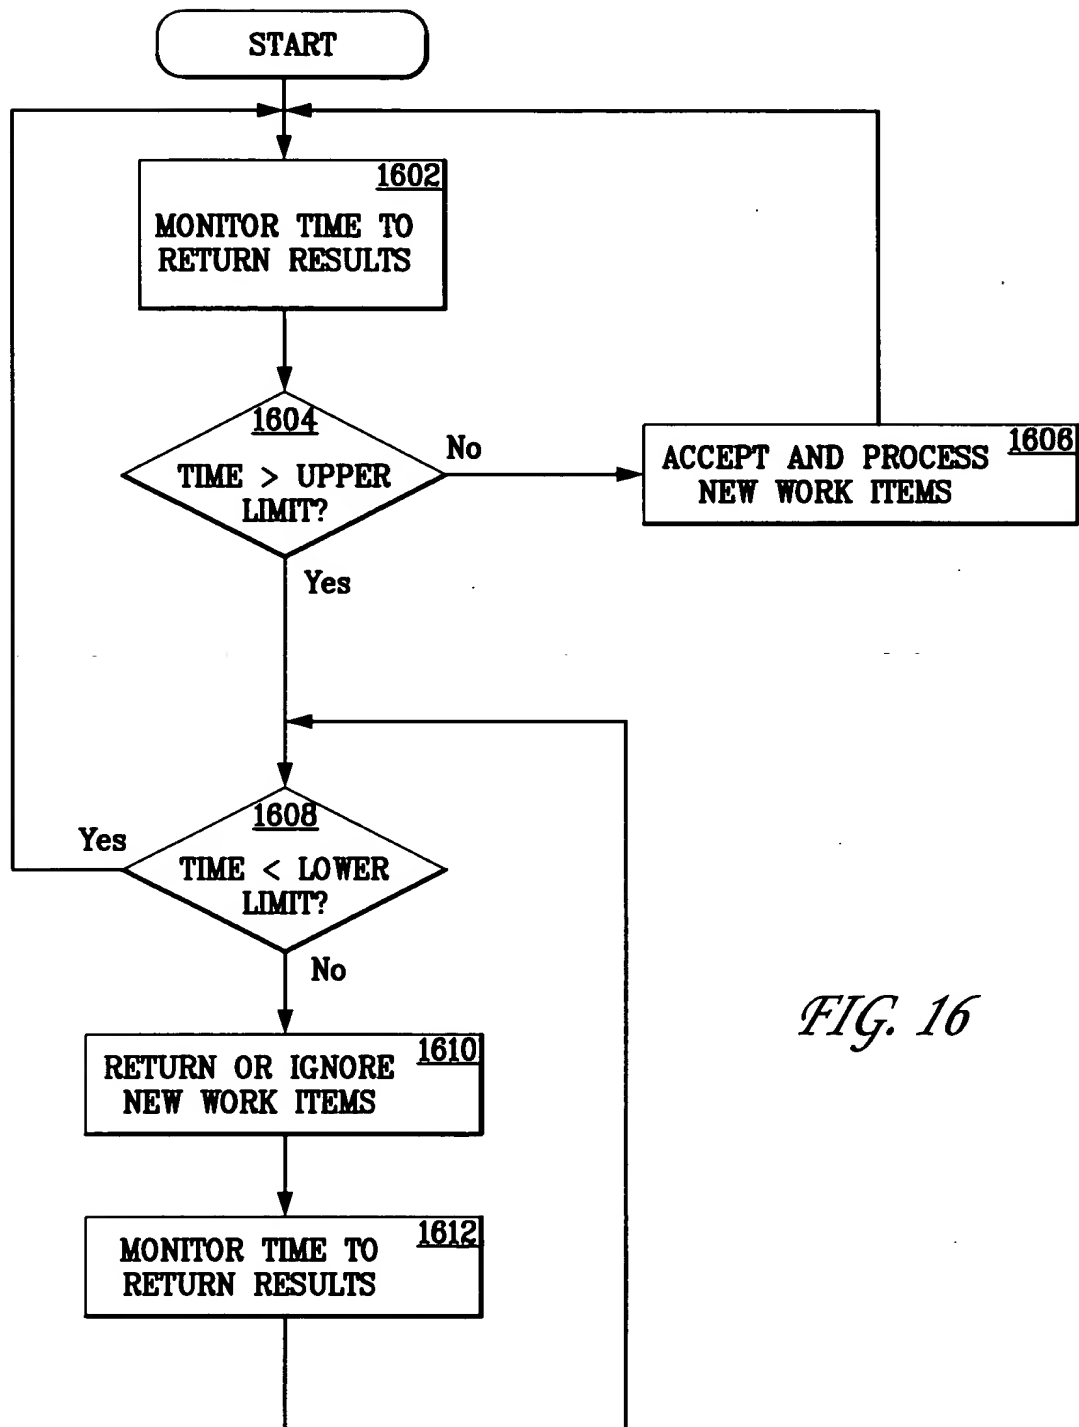 START
1602
MONITOR TIME TO
RETURN RESULTS
1604
TIME > UPPER
LIMIT?
No
1606
ACCEPT AND PROCESS
NEW WORK ITEMS
Yes
1608
TIME < LOWER
LIMIT?
Yes
No
1610
RETURN OR IGNORE
NEW WORK ITEMS
1612
MONITOR TIME TO
RETURN RESULTS
FIG. 16